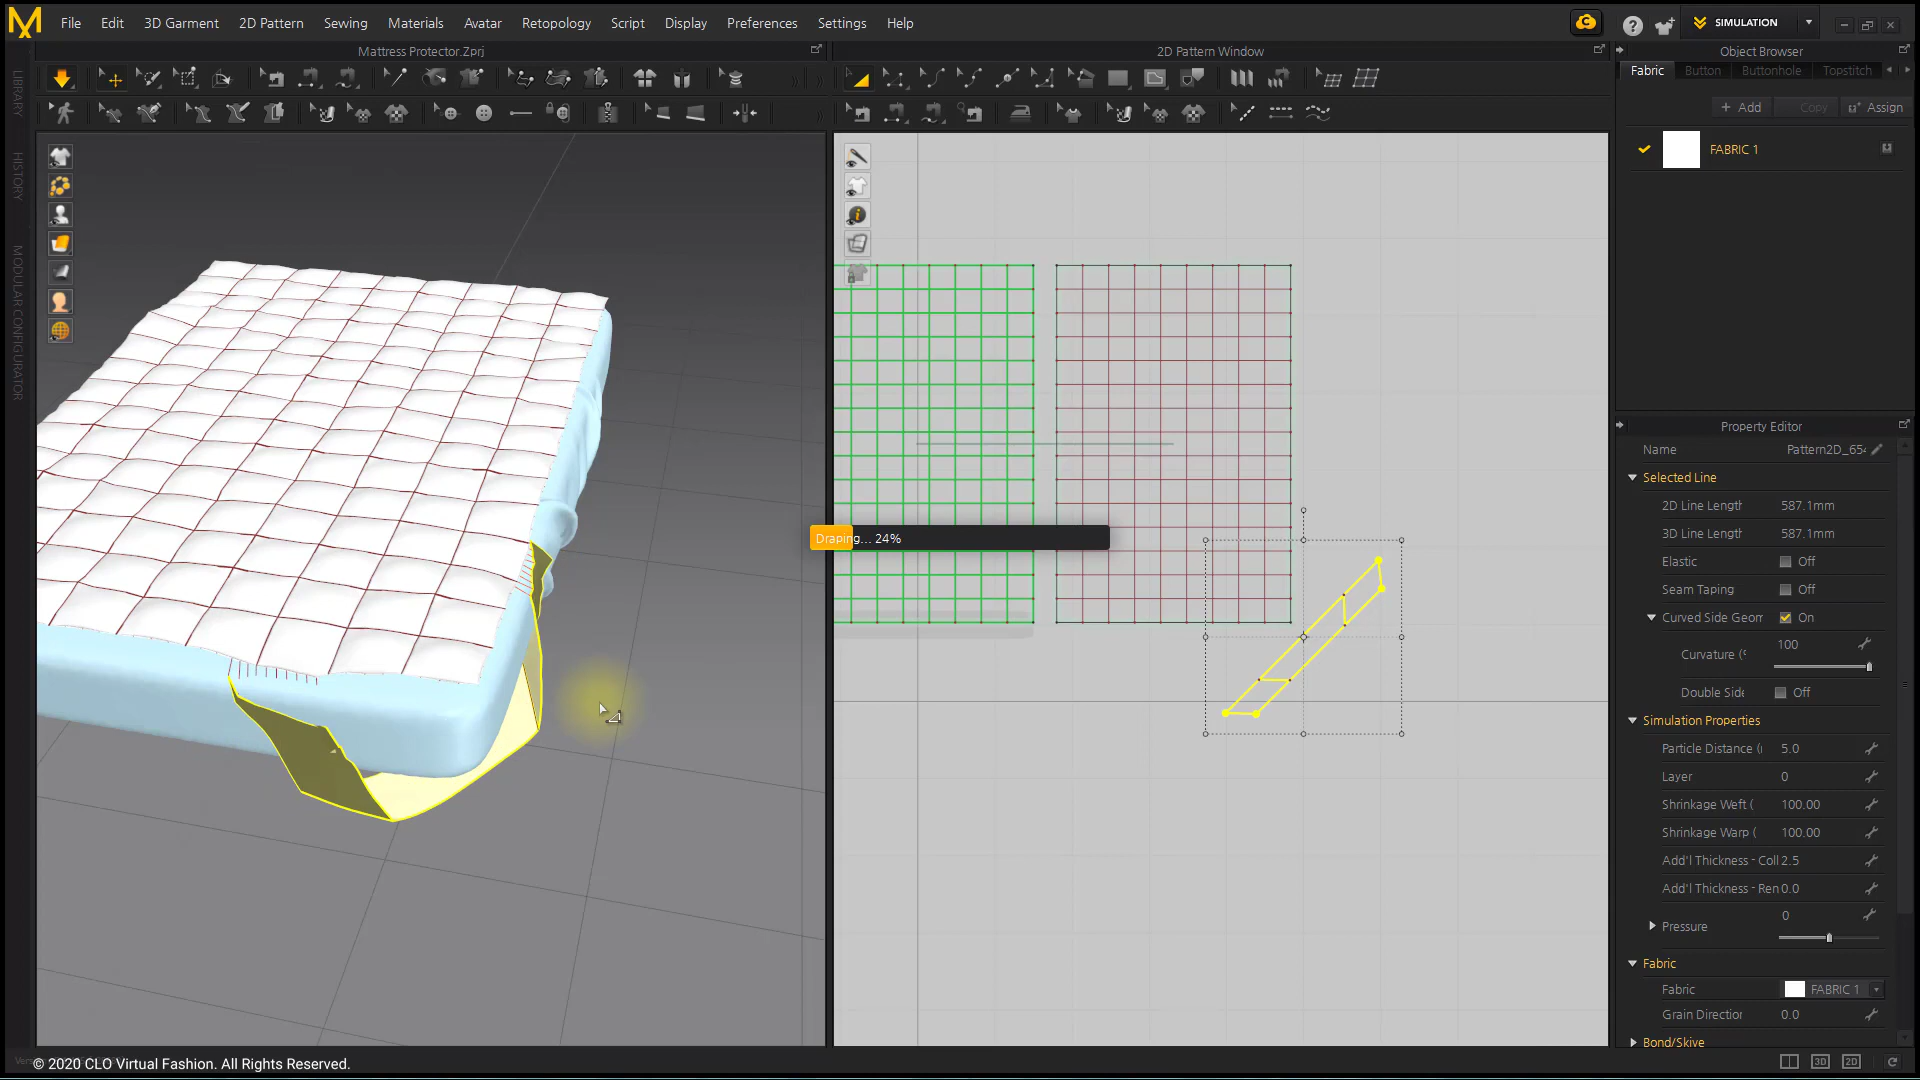 File Edit 3D Garment 2D Pattern Sewing Materials Avatar Retopology Script Display Preferences Settings Help
SIMULATION
Mattress Protector.Zprj
2D Pattern Window
Object Browser
Fabric Button Buttonhole Topstitch
+ Add Copy Assign
FABRIC 1
LIBRARY
HISTORY
MODULAR CONFIGURATOR
Draping... 24%
Property Editor
Name Pattern2D_654
Selected Line
2D Line Length 587.1mm
3D Line Length 587.1mm
Elastic Off
Seam Taping Off
Curved Side Geom On
Curvature (° 100
Double Side Off
Simulation Properties
Particle Distance ( 5.0
Layer 0
Shrinkage Weft ( 100.00
Shrinkage Warp ( 100.00
Add'l Thickness - Coll 2.5
Add'l Thickness - Ren 0.0
Pressure 0
Fabric
Fabric FABRIC 1
Grain Direction 0.0
Bond/Skive
3D 2D
© 2020 CLO Virtual Fashion. All Rights Reserved.